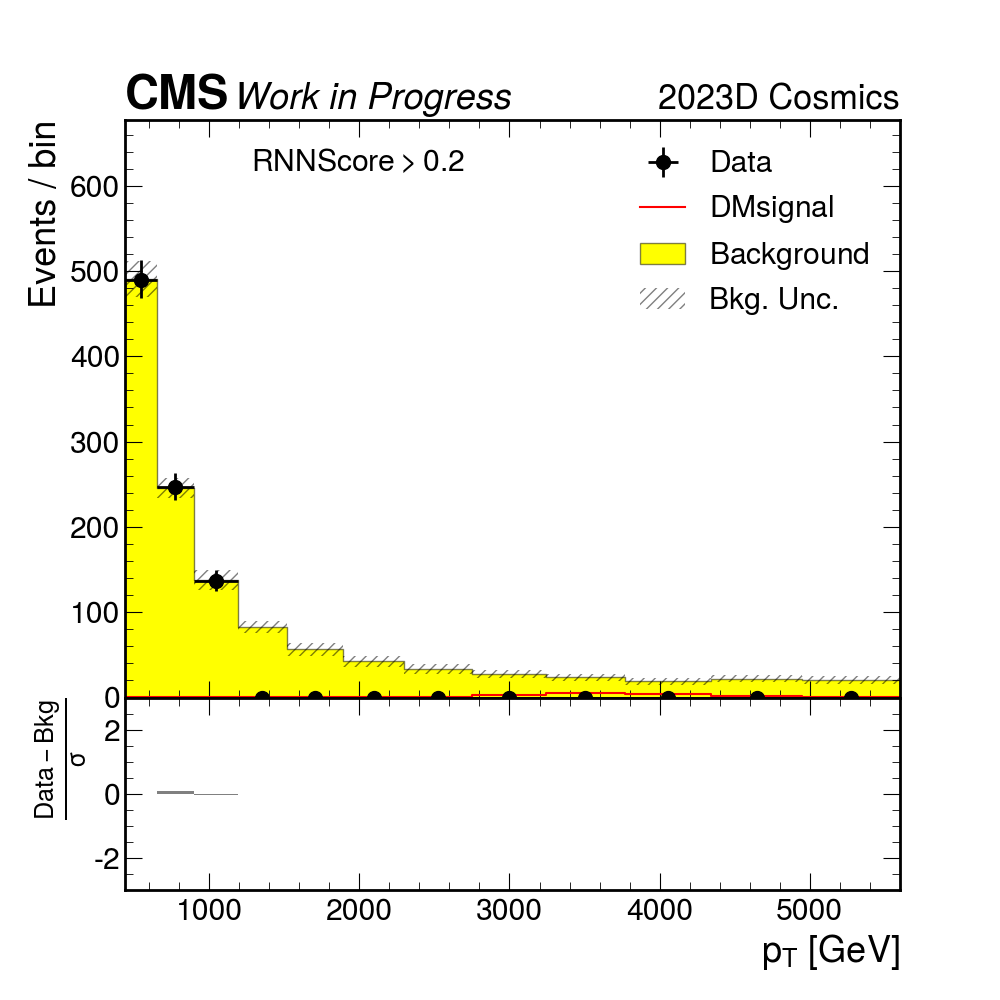 CMS Work in Progress 2023D Cosmics
Events / bin
RNNScore > 0.2
Data
DMsignal
Background
Bkg. Unc.
600
500
400
300
200
100
0
Data – Bkg
σ
2
0
-2
1000 2000 3000 4000 5000
pT [GeV]